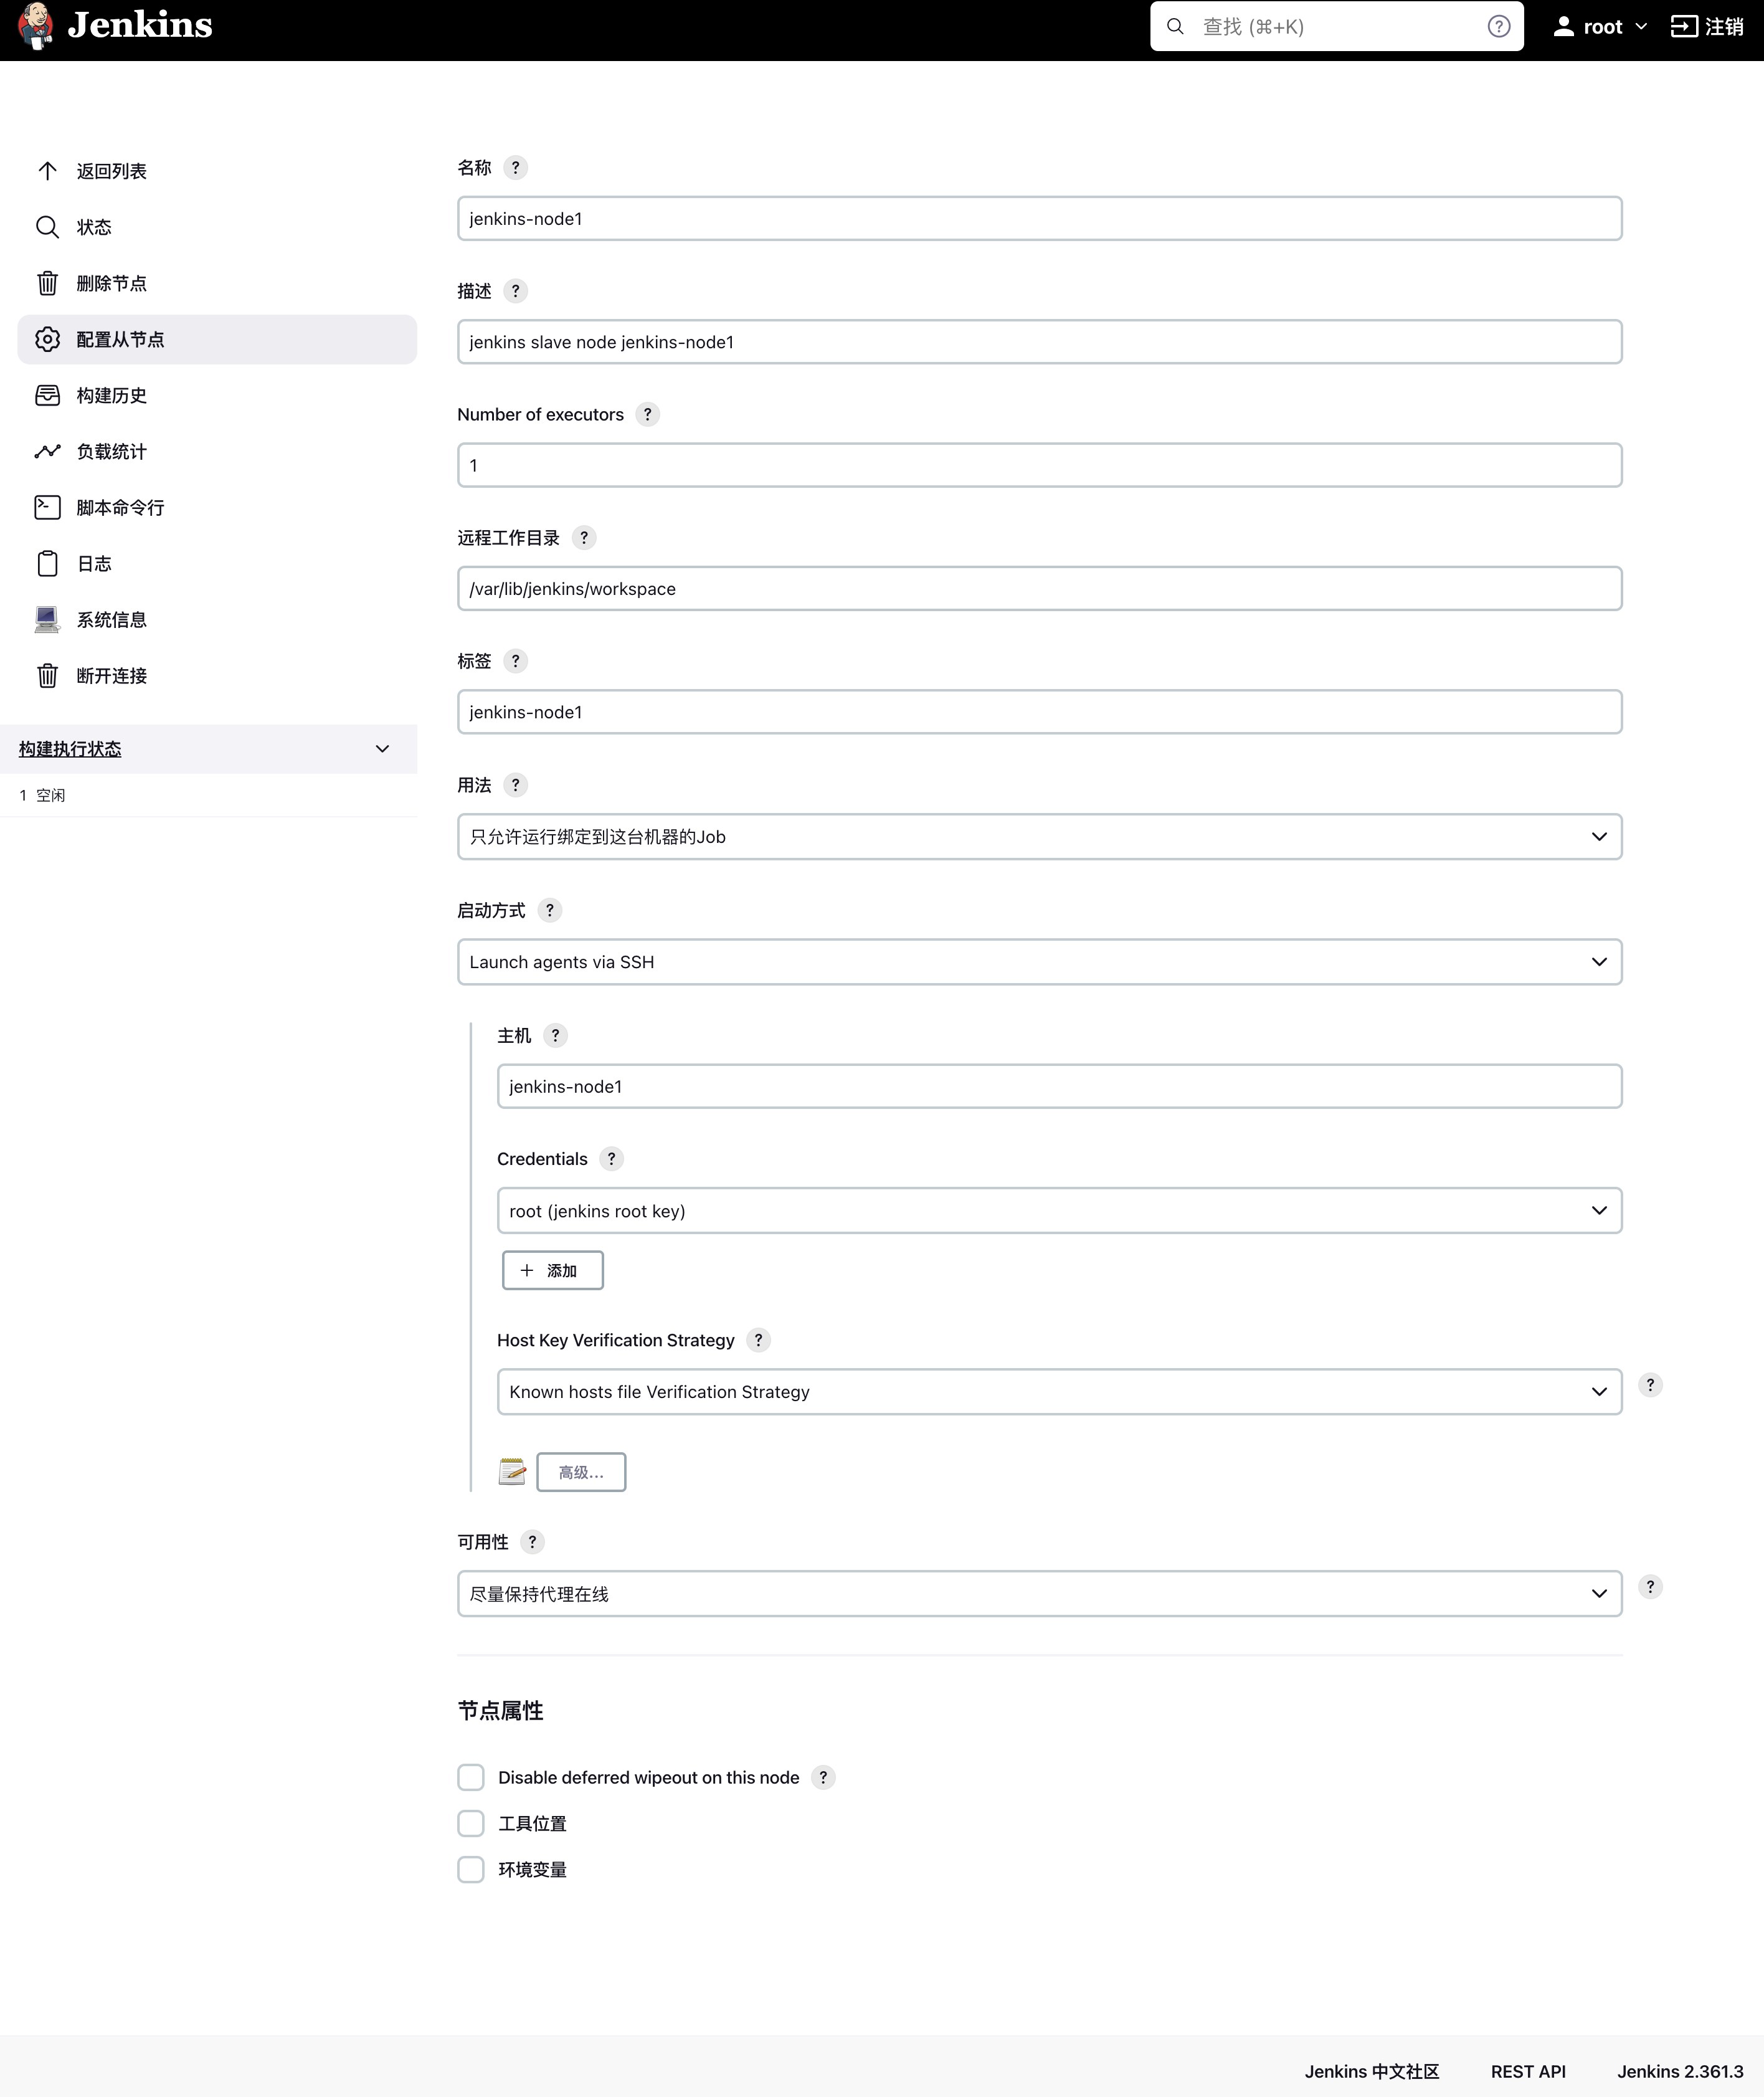 Jenkins
查找 (⌘+K)
root
注销
返回列表
状态
删除节点
配置从节点
构建历史
负载统计
脚本命令行
日志
系统信息
断开连接
构建执行状态
1 空闲
名称 ?
jenkins-node1
描述 ?
jenkins slave node jenkins-node1
Number of executors ?
1
远程工作目录 ?
/var/lib/jenkins/workspace
标签 ?
jenkins-node1
用法 ?
只允许运行绑定到这台机器的Job
启动方式 ?
Launch agents via SSH
主机 ?
jenkins-node1
Credentials ?
root (jenkins root key)
添加
Host Key Verification Strategy ?
Known hosts file Verification Strategy ?
高级...
可用性 ?
尽量保持代理在线 ?
节点属性
Disable deferred wipeout on this node ?
工具位置
环境变量
Jenkins 中文社区 REST API Jenkins 2.361.3